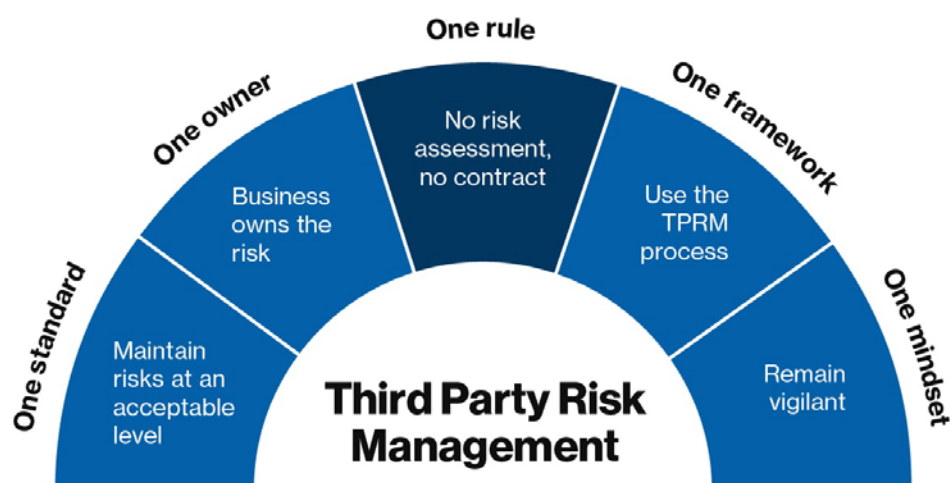 One standard
Maintain
risks at an
acceptable
level
One owner
Business
owns the
risk
One rule
No risk
assessment,
no contract
One framework
Use the
TPRM
process
One mindset
Remain
vigilant
Third Party Risk
Management